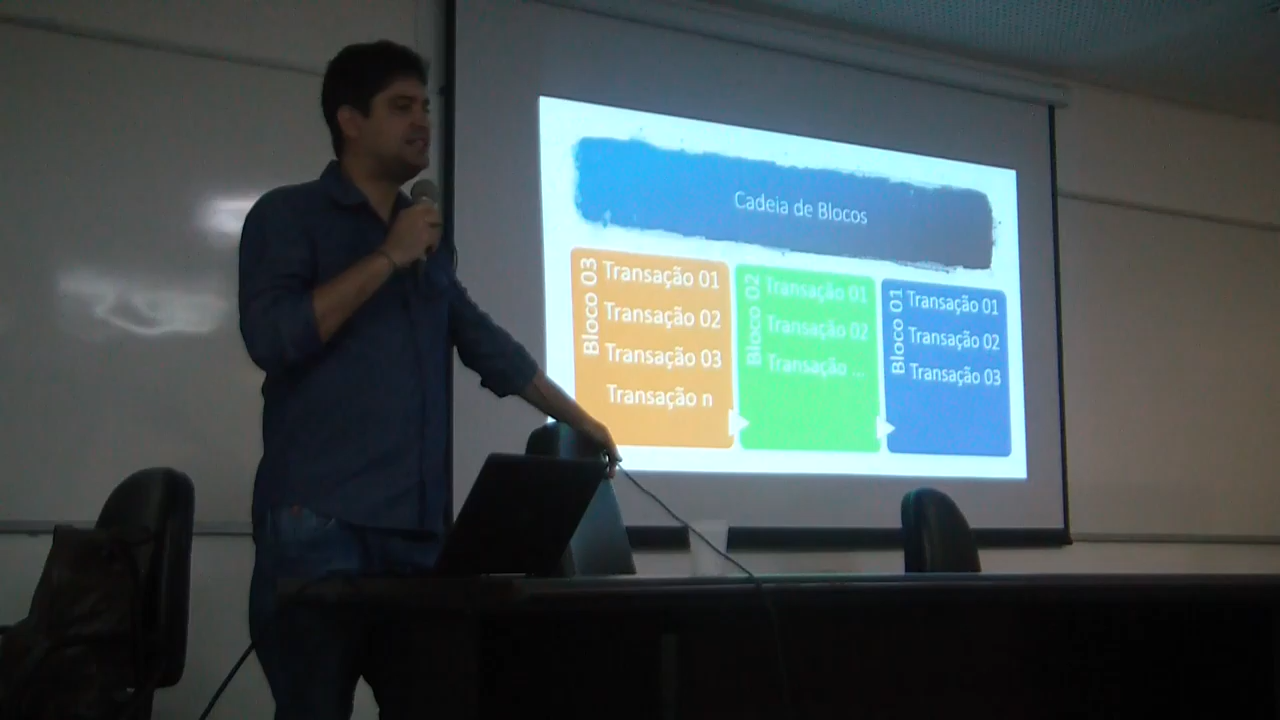 Cadeia de Blocos
Bloco 03
Transação 01
Transação 02
Transação 03
Transação n
Bloco 02
Transação 01
Transação 02
Transação ...
Bloco 01
Transação 01
Transação 02
Transação 03